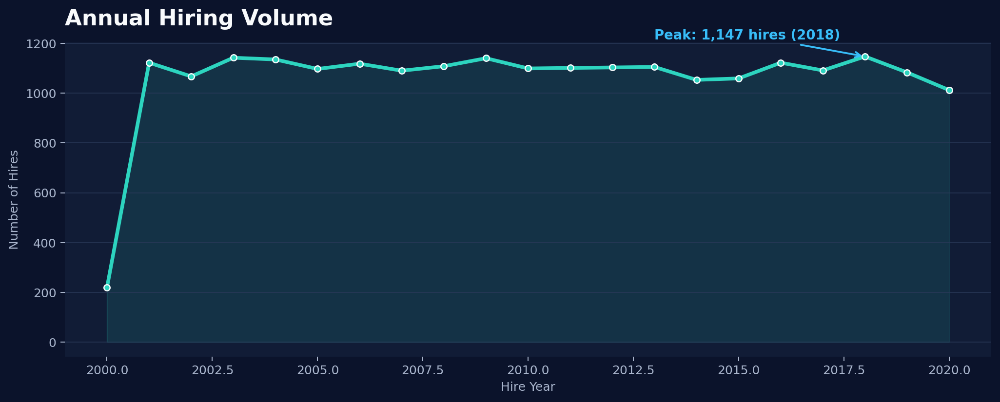 Annual Hiring Volume
Peak: 1,147 hires (2018)
1200
1000
800
600
400
200
0
Number of Hires
2000.0 2002.5 2005.0 2007.5 2010.0 2012.5 2015.0 2017.5 2020.0
Hire Year